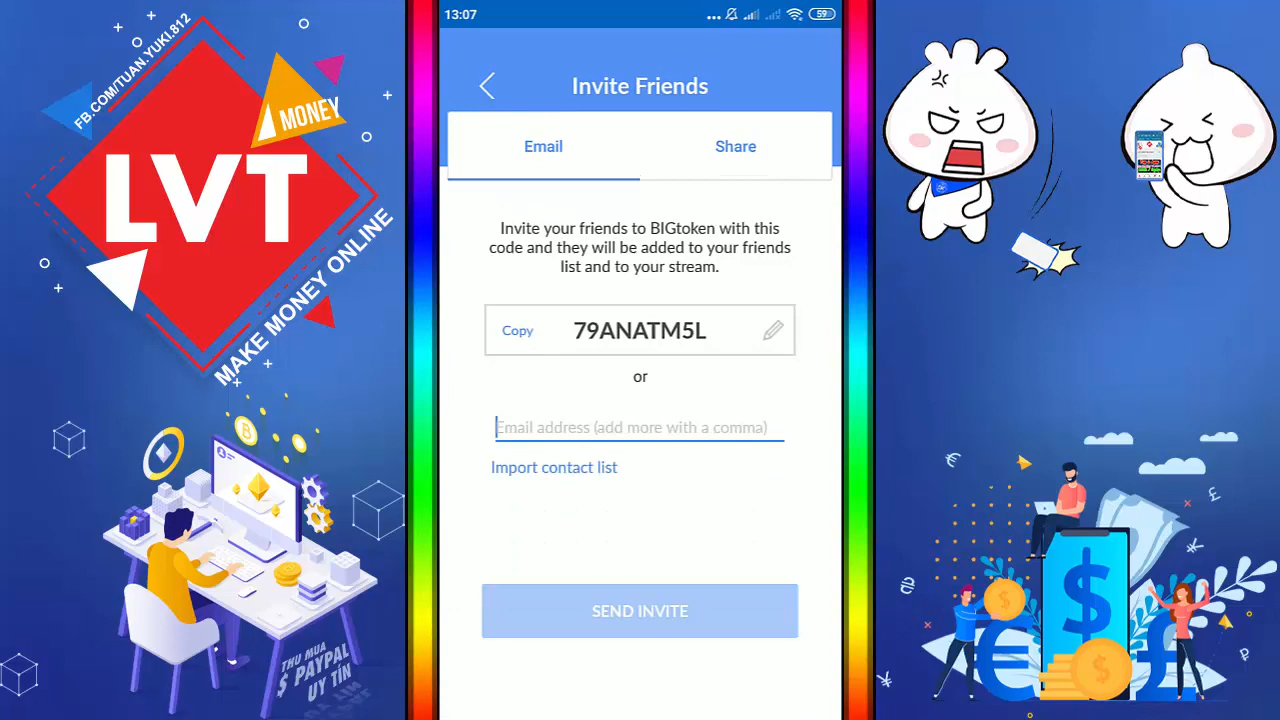 FB.COM/TUAN.YUKI.812
MONEY
LVT
MAKE MONEY ONLINE
THU MUA
$ PAYPAL
UY TÍN
13:07
59
Invite Friends
Email
Share
Invite your friends to BIGtoken with this
code and they will be added to your friends
list and to your stream.
Copy
79ANATM5L
or
Email address (add more with a comma)
Import contact list
SEND INVITE